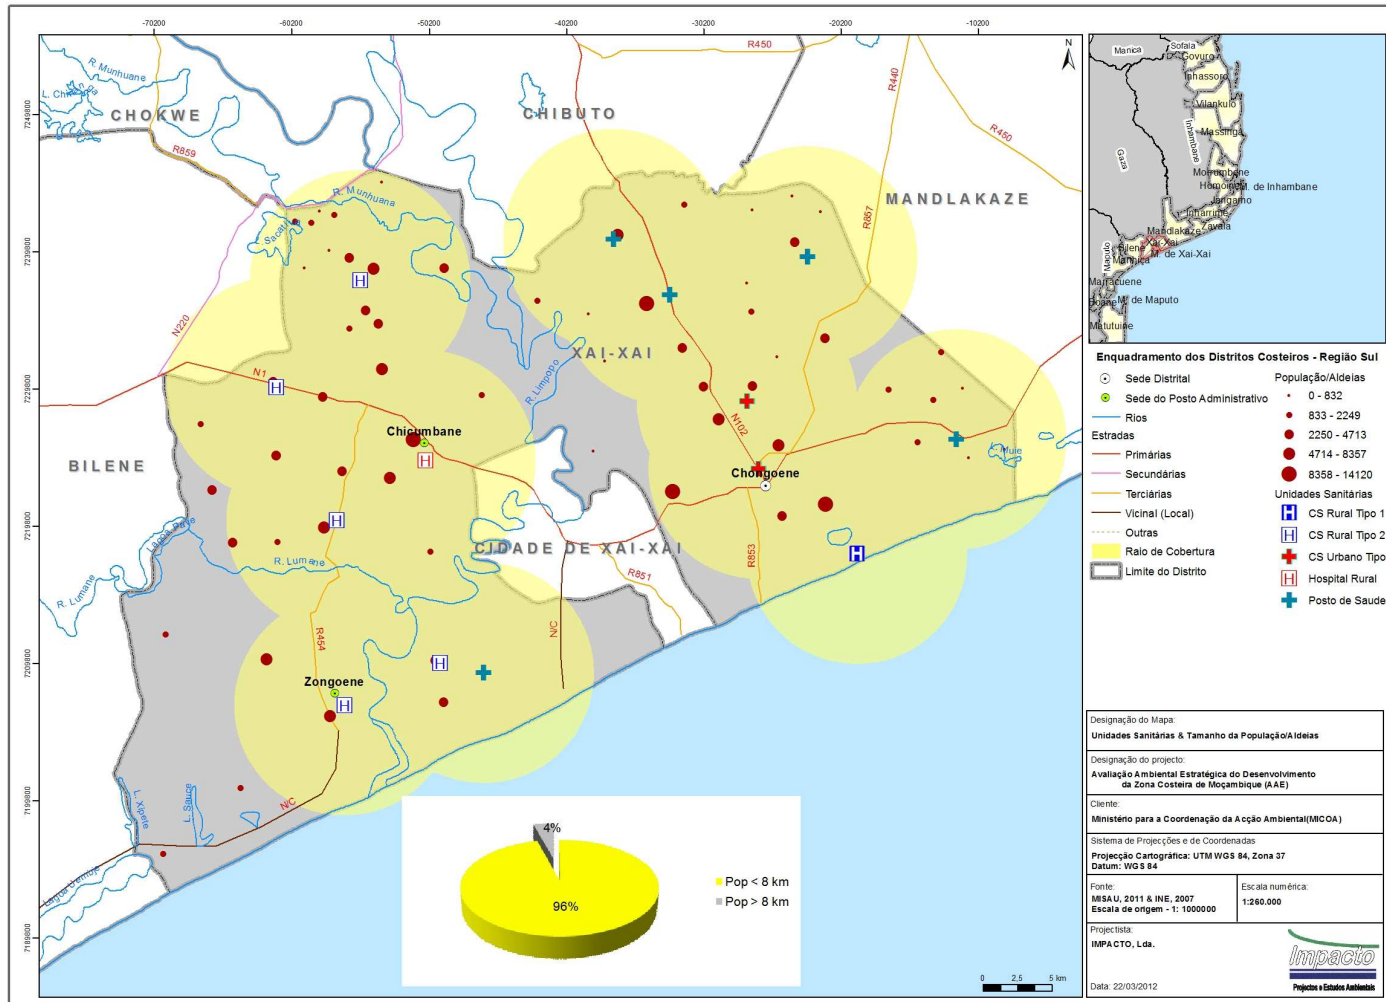 -70200
-60200
-50200
-40200
-30200
-20200
-10200
7249800
7239800
7229800
7219800
7209800
7199800
7189800
N
R450
R440
R450
R. Munhuane
CHOKWE
CHIBUTO
R859
R. Munhuana
MANDLAKAZE
R857
N220
XAI-XAI
R. Limpopo
N1
Chicumbane
N102
BILENE
Chongoene
Lagoa Pave
CIDADE DE XAI-XAI
R. Lumane
R. Lumane
R851
R853
N/C
R454
Zongoene
L. Xipete
L. Sauce
N/C
4%
96%
Pop < 8 km
Pop > 8 km
0 2,5 5 km
Manica
Sofala
Govuro
Inhassoro
Vilankulo
Massinga
Inhambane
Gaza
Morrumbene
M. de Inhambane
Jangamo
Inharrime
Zavala
Mandlakaze
Xai-Xai
Bilene
M. de Xai-Xai
Manhiça
Maputo
Marracuene
M. de Maputo
Matutuine
Enquadramento dos Distritos Costeiros - Região Sul
Sede Distrital
Sede do Posto Administrativo
Rios
Estradas
Primárias
Secundárias
Terciárias
Vicinal (Local)
Outras
Raio de Cobertura
Limite do Distrito
População/Aldeias
0 - 832
833 - 2249
2250 - 4713
4714 - 8357
8358 - 14120
Unidades Sanitárias
CS Rural Tipo 1
CS Rural Tipo 2
CS Urbano Tipo
Hospital Rural
Posto de Saude
Designação do Mapa:
Unidades Sanitárias & Tamanho da População/Aldeias
Designação do projecto:
Avaliação Ambiental Estratégica do Desenvolvimento
da Zona Costeira de Moçambique (AAE)
Cliente:
Ministério para a Coordenação da Acção Ambiental(MICOA)
Sistema de Projecções e de Coordenadas
Projecção Cartográfica: UTM WGS 84, Zona 37
Datum: WGS 84
Fonte:
MISAU, 2011 & INE, 2007
Escala de origem - 1: 1000000
Escala numérica:
1:260.000
Projectista:
IMPACTO, Lda.
Data: 22/03/2012
Impacto
Projectos e Estudos Ambientais